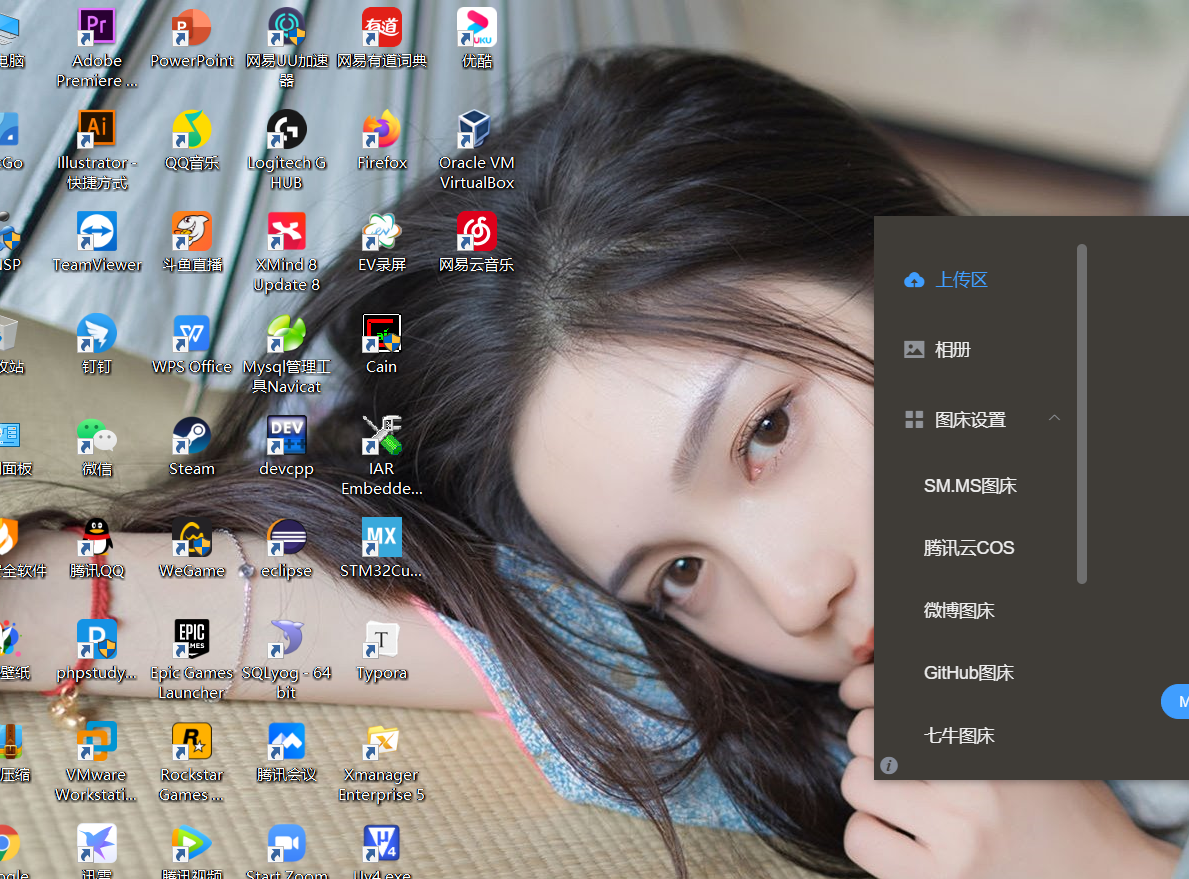 电脑
Adobe
Premiere ...
PowerPoint
网易UU加速
器
网易有道词典
优酷
Go
Illustrator -
快捷方式
QQ音乐
Logitech G
HUB
Firefox
Oracle VM
VirtualBox
NSP
TeamViewer
斗鱼直播
XMind 8
Update 8
EV录屏
网易云音乐
收站
钉钉
WPS Office
Mysql管理工
具Navicat
Cain
面板
微信
Steam
devcpp
IAR
Embedde...
全软件
腾讯QQ
WeGame
eclipse
STM32Cu...
壁纸
phpstudy...
Epic Games
Launcher
SQLyog - 64
bit
Typora
压缩
VMware
Workstati...
Rockstar
Games ...
腾讯会议
Xmanager
Enterprise 5
ogle
迅雷
腾讯视频
Start Zoom
Uv4.exe
上传区
相册
图床设置
SM.MS图床
腾讯云COS
微博图床
GitHub图床
七牛图床
M